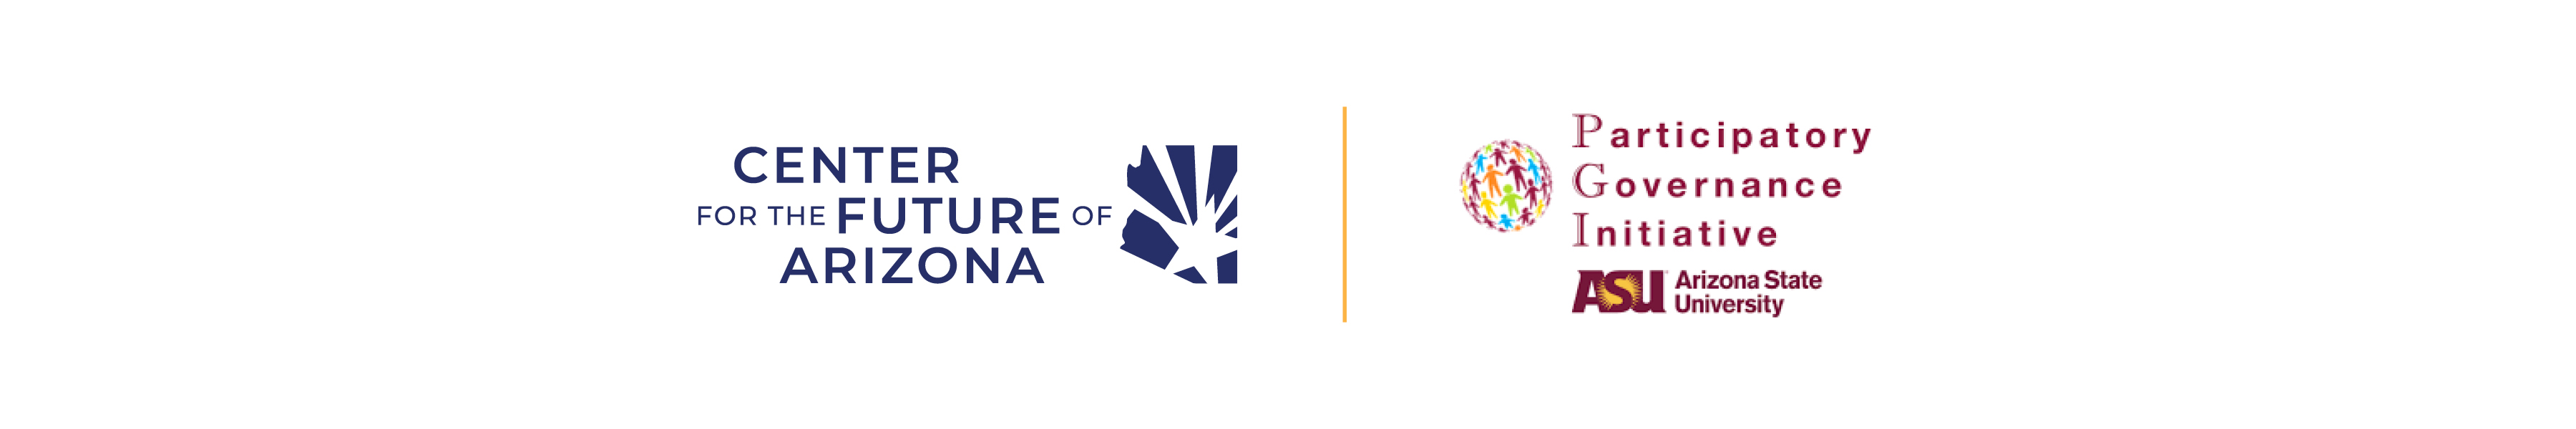 CENTER
FOR THE FUTURE OF
ARIZONA
Participatory
Governance
Initiative
ASU Arizona State
University